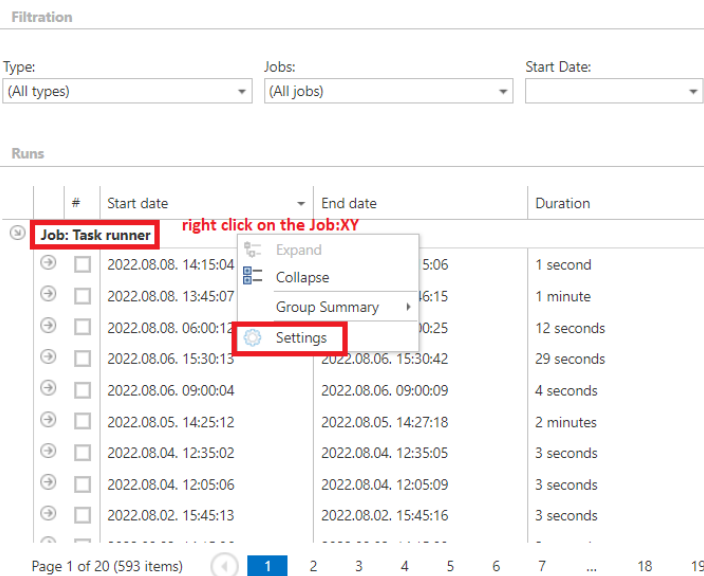 Filtration
Type: Jobs: Start Date:
(All types) (All jobs)
Runs
# Start date End date Duration
right click on the Job:XY
Job: Task runner
Expand
Collapse
Group Summary
Settings
2022.08.08. 14:15:04 5:06 1 second
2022.08.08. 13:45:07 46:15 1 minute
2022.08.08. 06:00:12 00:25 12 seconds
2022.08.06. 15:30:13 2022.08.06. 15:30:42 29 seconds
2022.08.06. 09:00:04 2022.08.06. 09:00:09 4 seconds
2022.08.05. 14:25:12 2022.08.05. 14:27:18 2 minutes
2022.08.04. 12:35:02 2022.08.04. 12:35:05 3 seconds
2022.08.04. 12:05:06 2022.08.04. 12:05:09 3 seconds
2022.08.02. 15:45:13 2022.08.02. 15:45:16 3 seconds
Page 1 of 20 (593 items) 1 2 3 4 5 6 7 ... 18 19